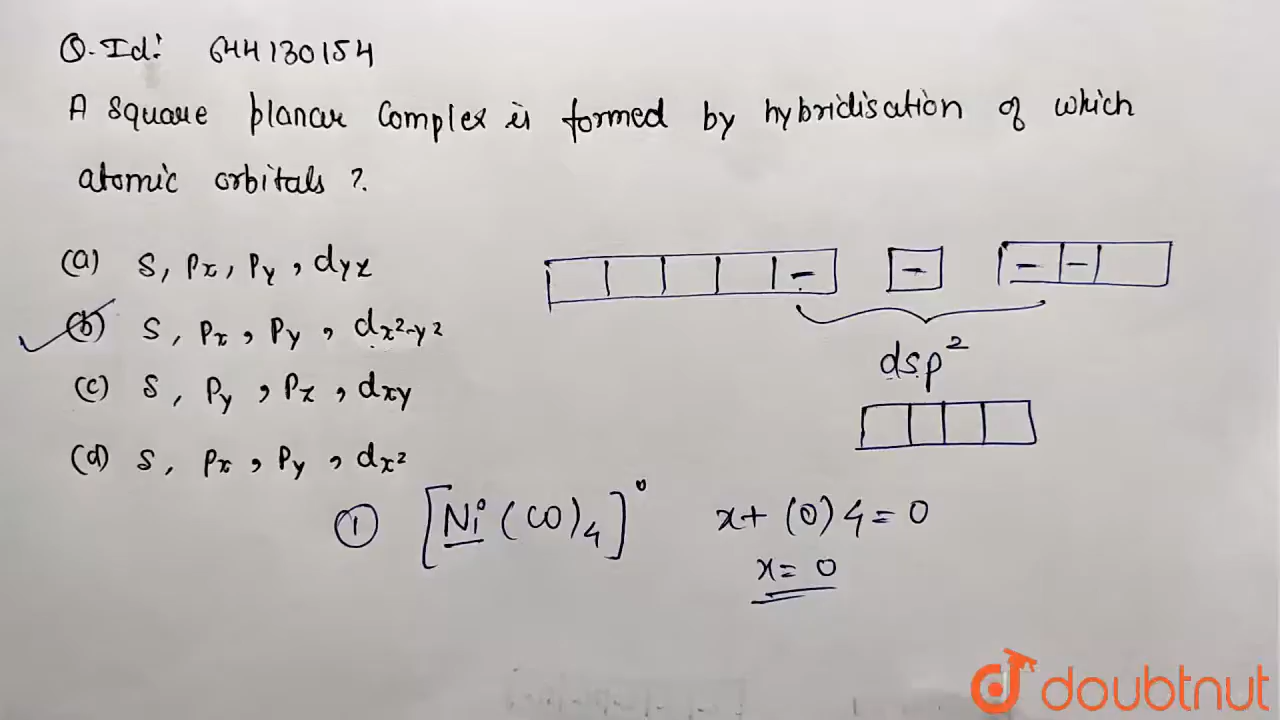 Q.Id: 644130154
A square planar complex is formed by hybridisation of which
atomic orbitals ?
(a) s, px, py, dyz
(b) s, px, py, dx²-y²
(c) s, py, pz, dxy
(d) s, px, py, dx²
dsp²
① [Ni⁰(CO)₄]⁰ x+(0)4=0
x=0
doubtnut